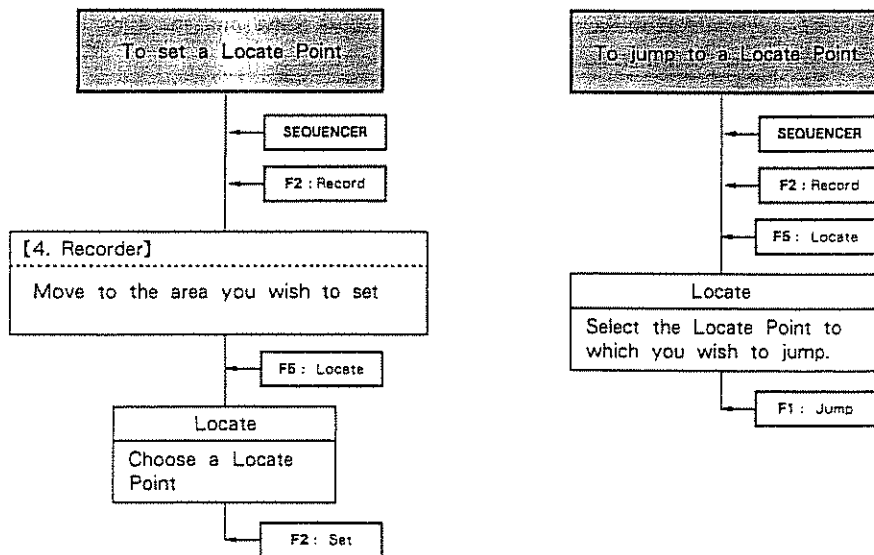 To set a Locate Point
SEQUENCER
F2 : Record
【4. Recorder】
Move to the area you wish to set
F5 : Locate
Locate
Choose a Locate
Point
F2 : Set
To jump to a Locate Point
SEQUENCER
F2 : Record
F5 : Locate
Locate
Select the Locate Point to
which you wish to jump.
F1 : Jump